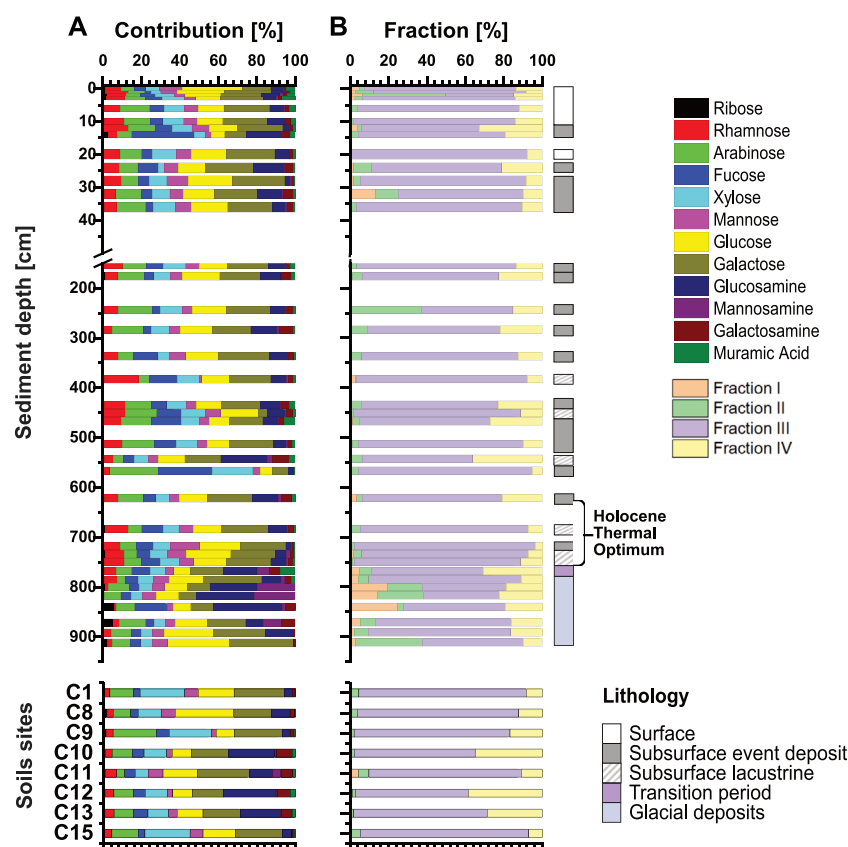 A Contribution [%] B Fraction [%]
0 20 40 60 80 100 0 20 40 60 80 100
Sediment depth [cm]
0
10
20
30
40
200
300
400
500
600
700
800
900
Ribose
Rhamnose
Arabinose
Fucose
Xylose
Mannose
Glucose
Galactose
Glucosamine
Mannosamine
Galactosamine
Muramic Acid
Fraction I
Fraction II
Fraction III
Fraction IV
Holocene
Thermal
Optimum
Soils sites
C1
C8
C9
C10
C11
C12
C13
C15
Lithology
Surface
Subsurface event deposit
Subsurface lacustrine
Transition period
Glacial deposits